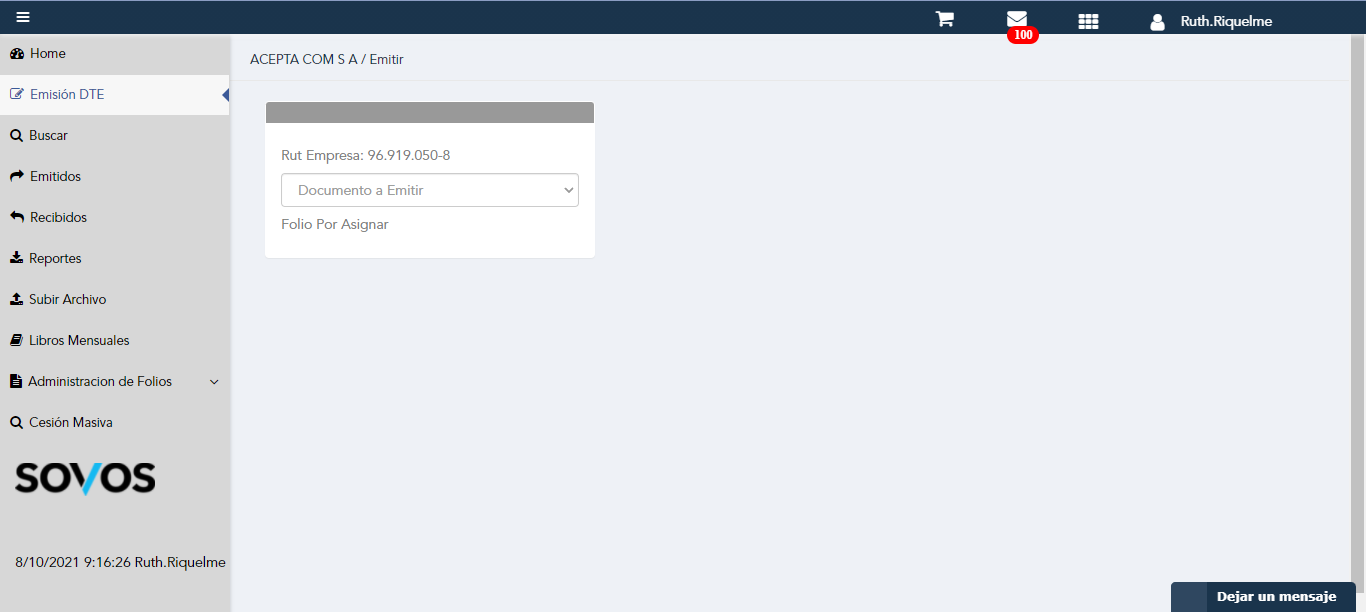 100
Ruth.Riquelme
Home
Emisión DTE
Buscar
Emitidos
Recibidos
Reportes
Subir Archivo
Libros Mensuales
Administracion de Folios
Cesión Masiva
sovos
8/10/2021 9:16:26 Ruth.Riquelme
ACEPTA COM S A / Emitir
Rut Empresa: 96.919.050-8
Documento a Emitir
Folio Por Asignar
Dejar un mensaje